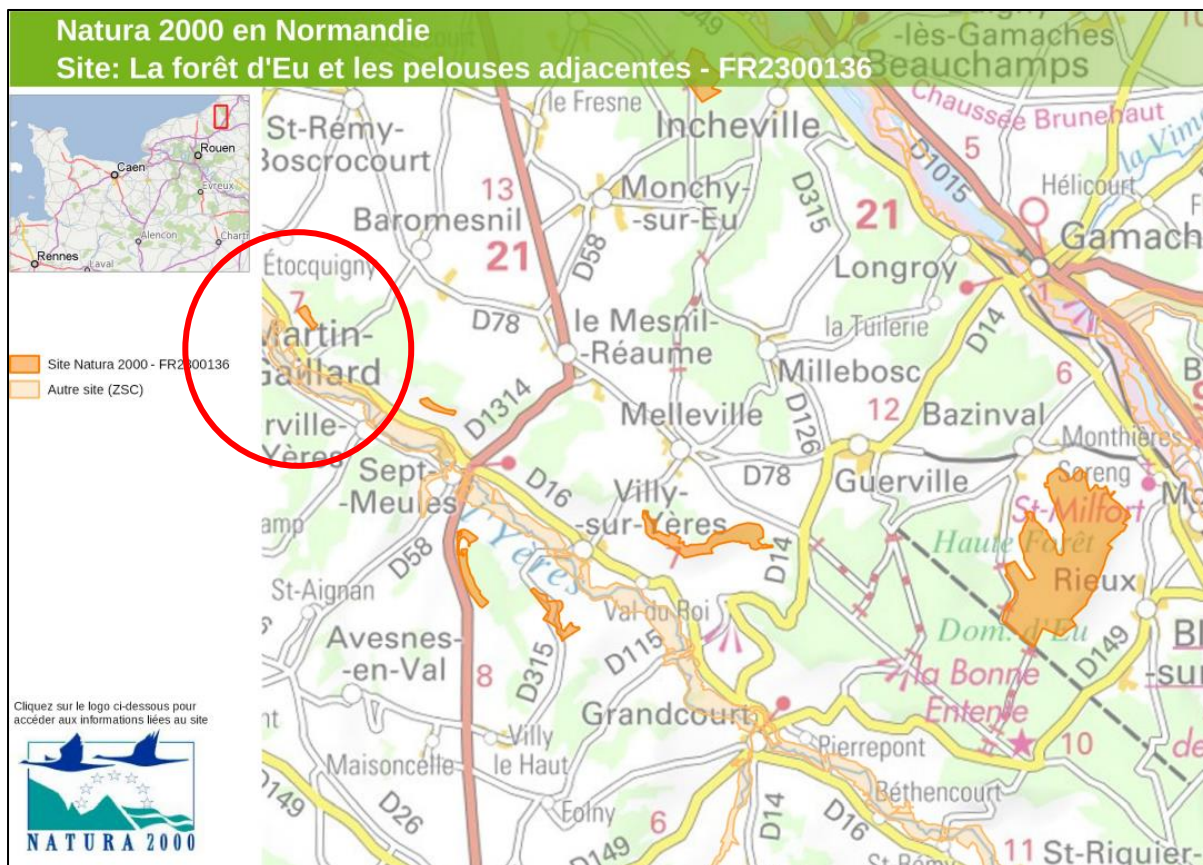 Natura 2000 en Normandie
Site: La forêt d'Eu et les pelouses adjacentes - FR2300136
-lès-Gamaches
Beauchamps
D149
D1015
Chaussée Brunehaut
5
Caen
Rouen
Evreux
Alencon
Rennes
Laval
le Fresne
St-Rémy-
Boscrocourt
Incheville
13
Monchy-
-sur-Eu
D315
21
Hélicourt
Baromesnil
21
D58
Longroy
Gamach
1
Étocquigny
7
Martin-
Gaillard
D78
le Mesnil-
-Réaume
la Tuilerie
D14
Millebosc
6
Site Natura 2000 - FR2300136
Autre site (ZSC)
D1314
Melleville
D126
12
Bazinval
Monthières
rville-
Yères
Sept-
-Meules
D16
Villy-
-sur-Yères
7
D78
Guerville
Soreng
St-Milfort
D58
l'Yères
D14
Haute Forêt
Rieux
St-Aignan
Val du Roi
Dom. d'Eu
Avesnes-
-en-Val
8
D315
D115
la Bonne
Entente
D149
-sur
Cliquez sur le logo ci-dessous pour
accéder aux informations liées au site
Grandcourt
10
Villy
le Haut
Pierrepont
Maisoncelle
Béthencourt
D149
D26
Folny
6
D14
D16
11
St-Riquier-
NATURA 2000